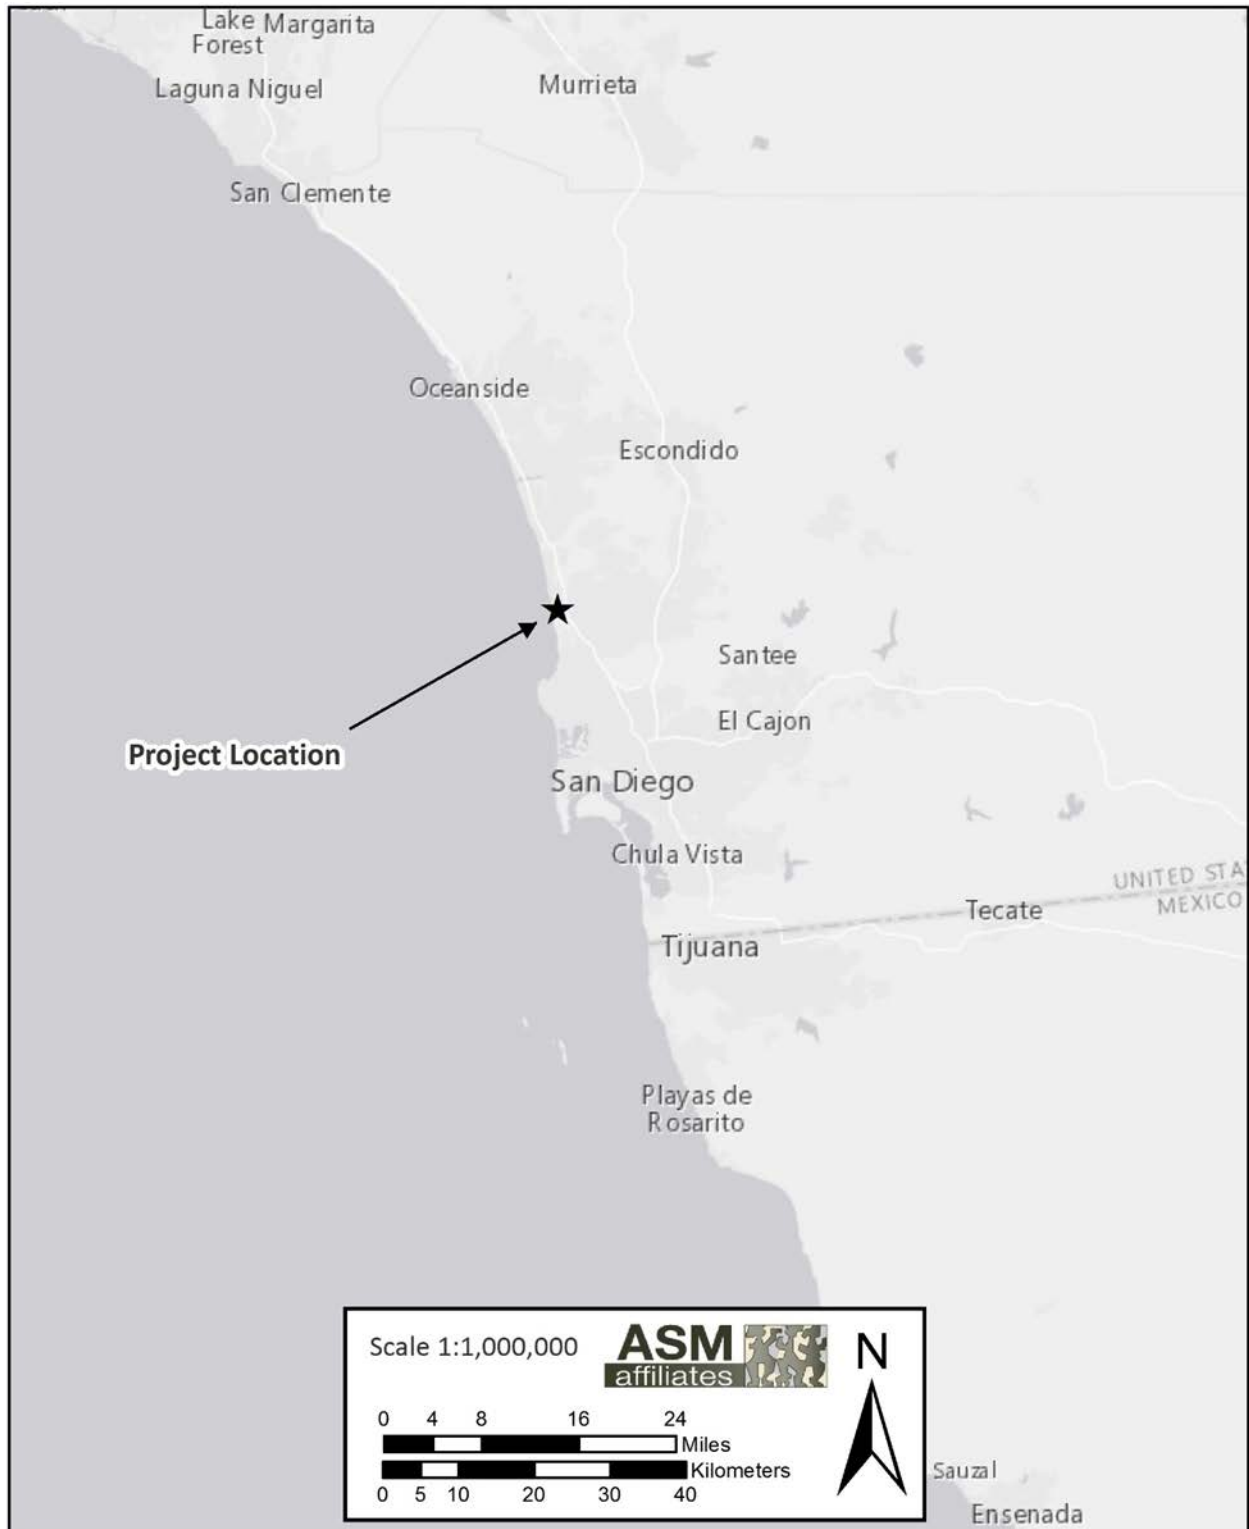 Lake Margarita
Forest
Laguna Niguel
Murrieta
San Clemente
Oceanside
Escondido
Santee
El Cajon
Project Location
San Diego
Chula Vista
UNITED STA
MEXICO
Tecate
Tijuana
Playas de
Rosarito
Scale 1:1,000,000
ASM
affiliates
N
0 4 8 16 24
Miles
Kilometers
0 5 10 20 30 40
Sauzal
Ensenada